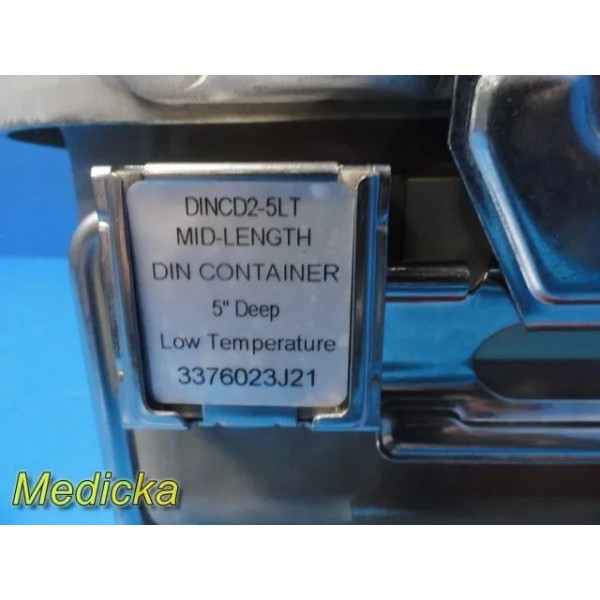 DINCD2-5LT
MID-LENGTH
DIN CONTAINER
5" Deep
Low Temperature
3376023J21
Medicka